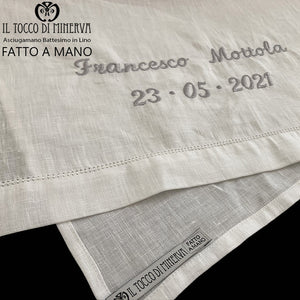 IL TOCCO DI MINERVA
Asciugamano Battesimo in Lino
FATTO A MANO
Francesco Mottola
23 • 05 • 2021
IL TOCCO DI MINERVA
FATTO
A MANO